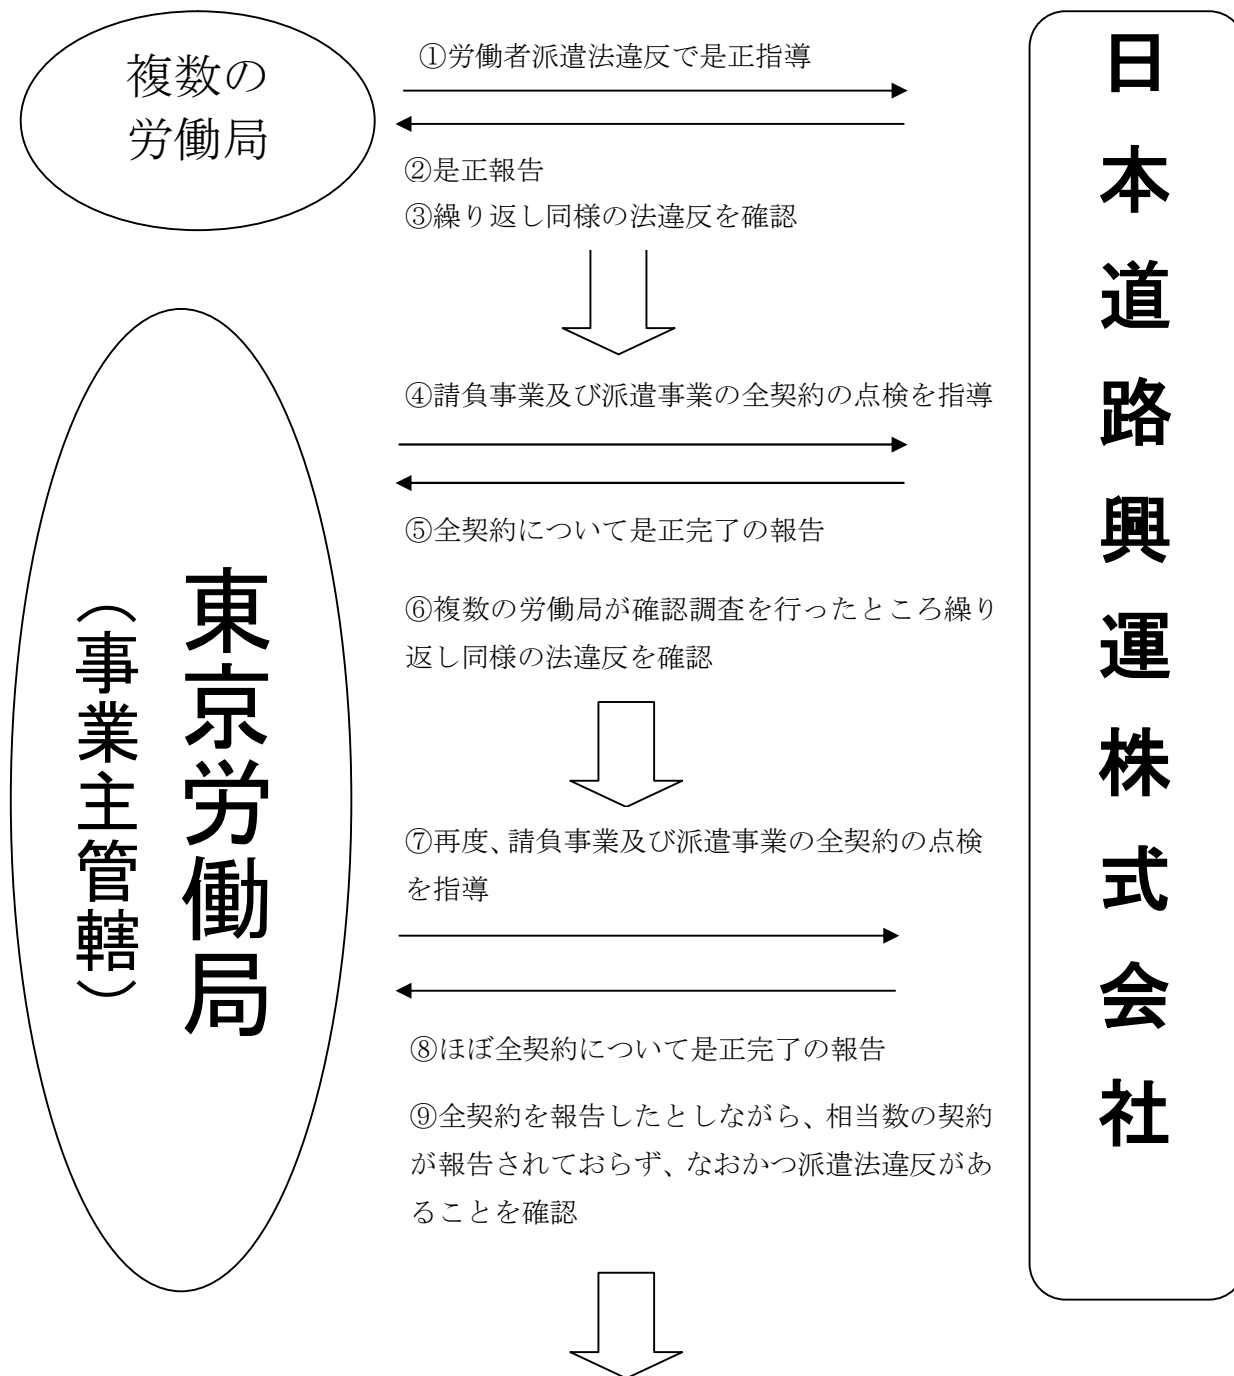 複数の
労働局
①労働者派遣法違反で是正指導
②是正報告
③繰り返し同様の法違反を確認
④請負事業及び派遣事業の全契約の点検を指導
⑤全契約について是正完了の報告
⑥複数の労働局が確認調査を行ったところ繰り
返し同様の法違反を確認
⑦再度、請負事業及び派遣事業の全契約の点検
を指導
⑧ほぼ全契約について是正完了の報告
⑨全契約を報告したとしながら、相当数の契約
が報告されておらず、なおかつ派遣法違反があ
ることを確認
東京労働局
（事業主管轄）
日本道路興運株式会社